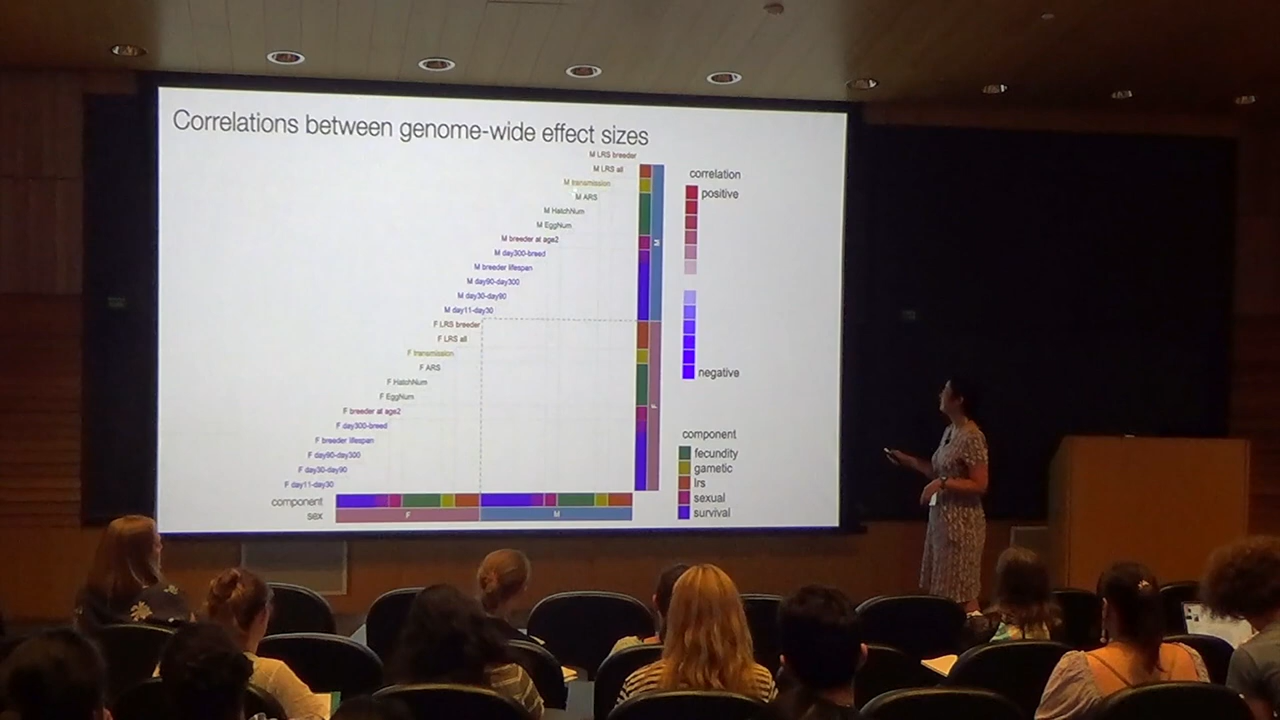 Correlations between genome-wide effect sizes
M LRS breeder
M LRS all
M transmission
M ARS
M HatchNum
M EggNum
M breeder at age2
M day300-breed
M breeder lifespan
M day90-day300
M day30-day90
M day11-day30
F LRS breeder
F LRS all
F transmission
F ARS
F HatchNum
F EggNum
F breeder at age2
F day300-breed
F breeder lifespan
F day90-day300
F day30-day90
F day11-day30
component
sex
F
M
M
F
correlation
positive
negative
component
fecundity
gametic
lrs
sexual
survival